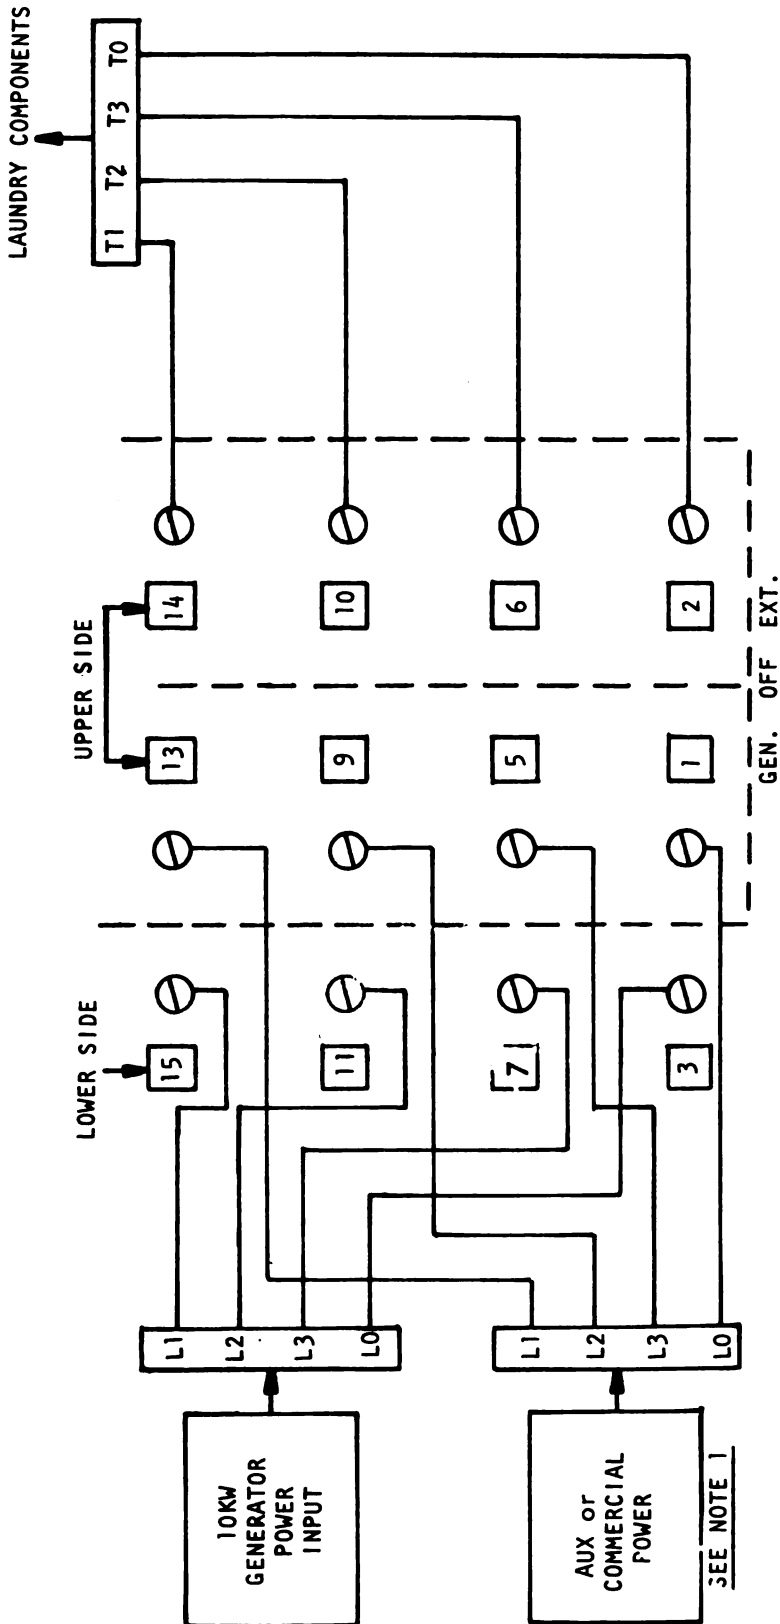 LAUNDRY COMPONENTS
T1 T2 T3 T0
UPPER SIDE
14
10
6
2
13
9
5
1
GEN. OFF EXT.
LOWER SIDE
15
11
7
3
L1
L2
L3
L0
L1
L2
L3
L0
10KW
GENERATOR
POWER
INPUT
AUX or
COMMERCIAL
POWER
SEE NOTE 1